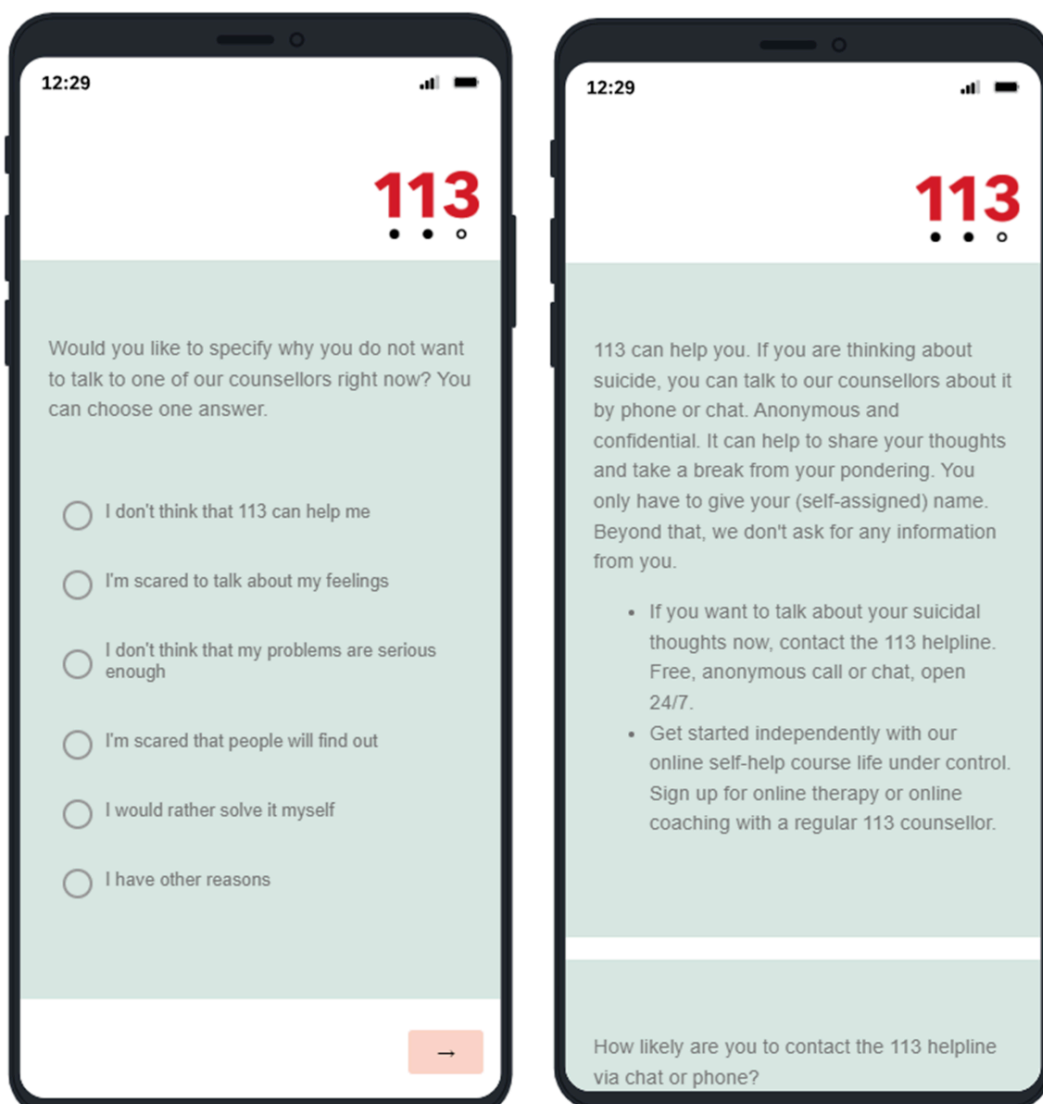 12:29
113
Would you like to specify why you do not want
to talk to one of our counsellors right now? You
can choose one answer.
I don't think that 113 can help me
I'm scared to talk about my feelings
I don't think that my problems are serious
enough
I'm scared that people will find out
I would rather solve it myself
I have other reasons
→
12:29
113
113 can help you. If you are thinking about
suicide, you can talk to our counsellors about it
by phone or chat. Anonymous and
confidential. It can help to share your thoughts
and take a break from your pondering. You
only have to give your (self-assigned) name.
Beyond that, we don't ask for any information
from you.
• If you want to talk about your suicidal
thoughts now, contact the 113 helpline.
Free, anonymous call or chat, open
24/7.
• Get started independently with our
online self-help course life under control.
Sign up for online therapy or online
coaching with a regular 113 counsellor.
How likely are you to contact the 113 helpline
via chat or phone?